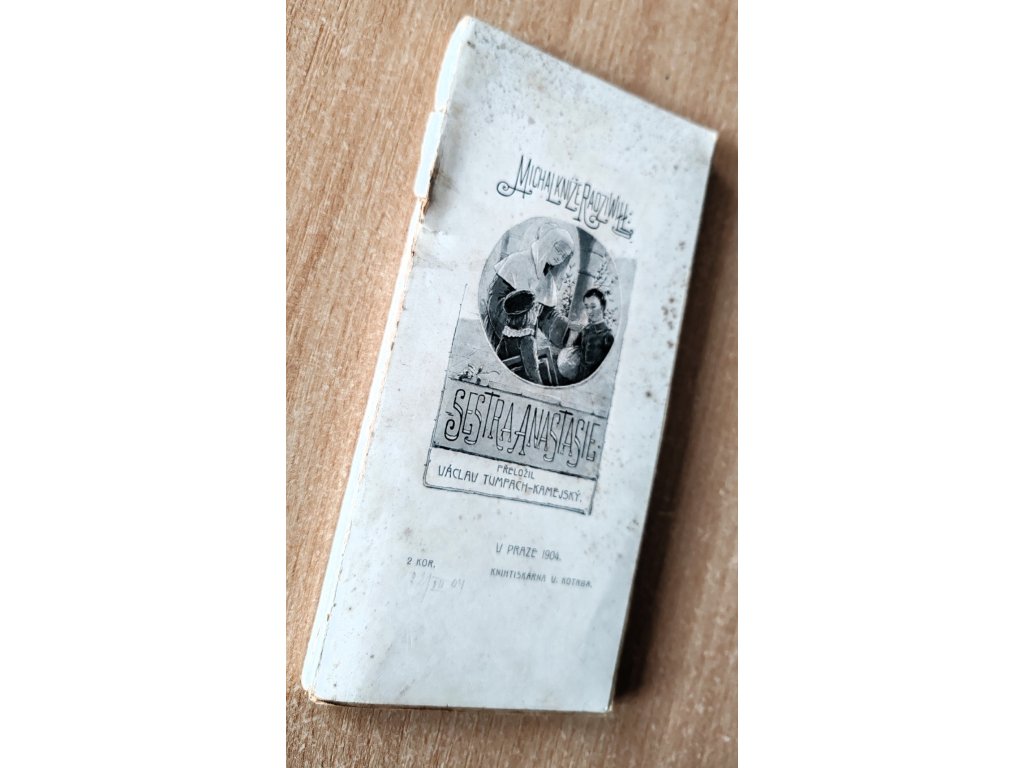 MICHAL KNÍŽE RADZIWILL:
SESTRA ANASTASIE.
PŘELOŽIL
VÁCLAV TUMPACH-KAMEJSKÝ.
V PRAZE 1904.
2 KOR.
KNIHTISKÁRNA V. KOTRBA.